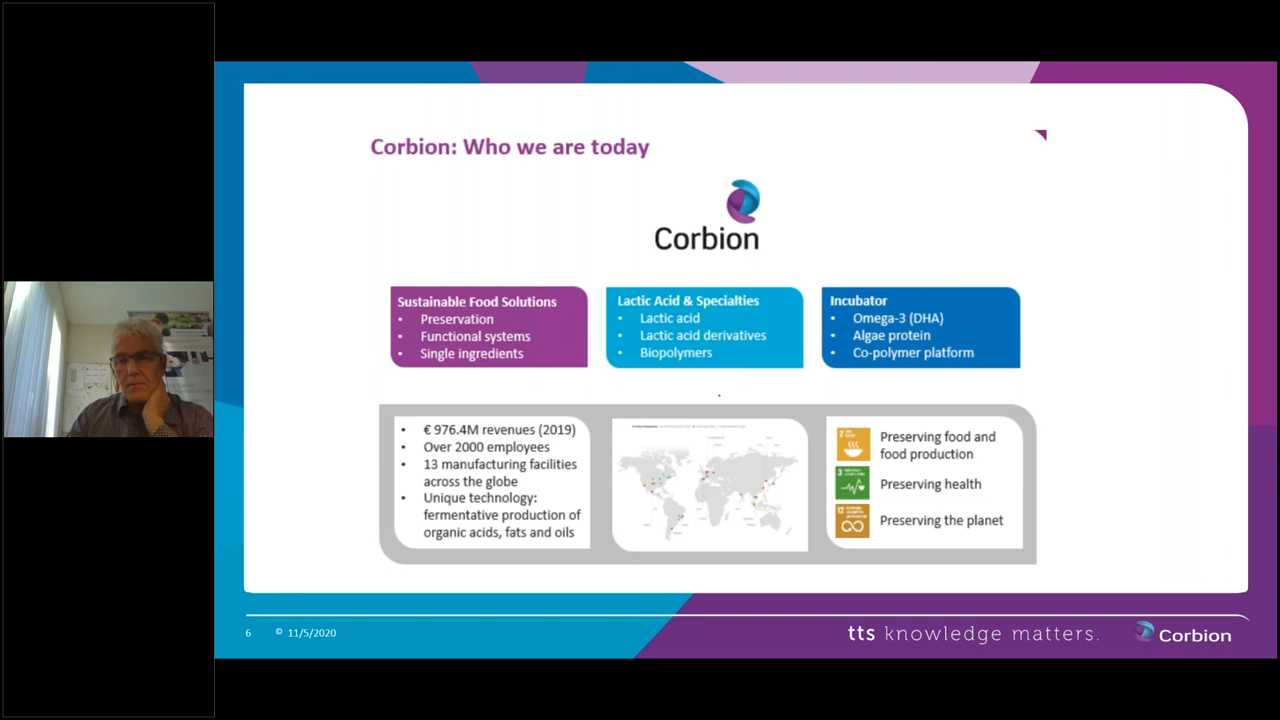 Corbion: Who we are today
Corbion
Sustainable Food Solutions
• Preservation
• Functional systems
• Single ingredients
Lactic Acid & Specialties
• Lactic acid
• Lactic acid derivatives
• Biopolymers
Incubator
• Omega-3 (DHA)
• Algae protein
• Co-polymer platform
• € 976.4M revenues (2019)
• Over 2000 employees
• 13 manufacturing facilities
across the globe
• Unique technology:
fermentative production of
organic acids, fats and oils
2
Preserving food and
food production
3
Preserving health
12
Preserving the planet
6
© 11/5/2020
tts knowledge matters.
Corbion